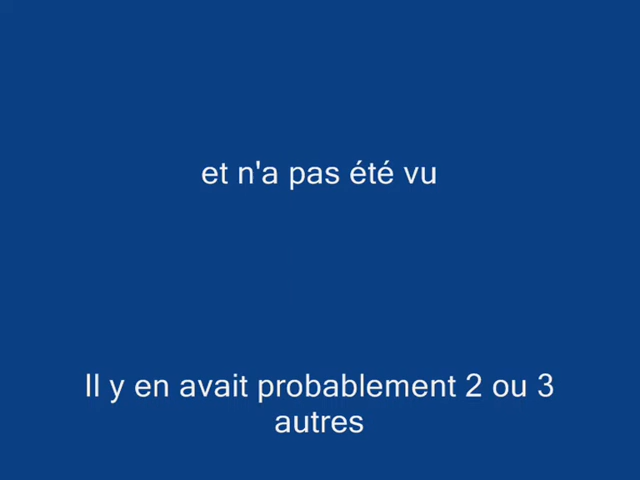 et n'a pas été vu
Il y en avait probablement 2 ou 3
autres